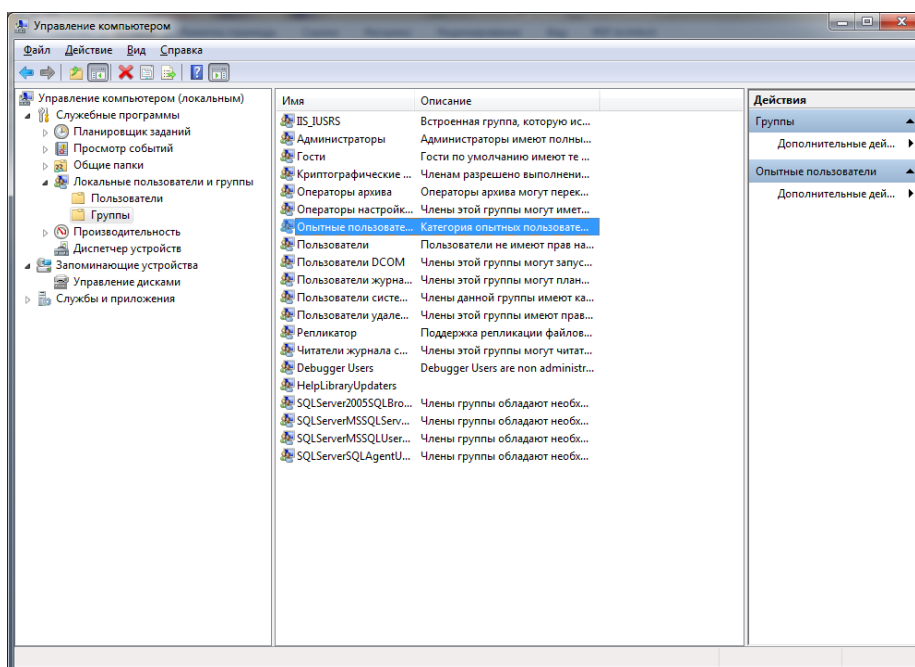 Управление компьютером
Файл Действие Вид Справка
Управление компьютером (локальным)
Служебные программы
Планировщик заданий
Просмотр событий
Общие папки
Локальные пользователи и группы
Пользователи
Группы
Производительность
Диспетчер устройств
Запоминающие устройства
Управление дисками
Службы и приложения
Имя Описание
IIS_IUSRS Встроенная группа, которую ис...
Администраторы Администраторы имеют полны...
Гости Гости по умолчанию имеют те ...
Криптографические ... Членам разрешено выполнени...
Операторы архива Операторы архива могут перек...
Операторы настройк... Члены этой группы могут имет...
Опытные пользовате... Категория опытных пользовате...
Пользователи Пользователи не имеют прав на...
Пользователи DCOM Члены этой группы могут запус...
Пользователи журна... Члены этой группы могут план...
Пользователи систе... Члены данной группы имеют ка...
Пользователи удале... Члены этой группы имеют прав...
Репликатор Поддержка репликации файлов...
Читатели журнала с... Члены этой группы могут читат...
Debugger Users Debugger Users are non administr...
HelpLibraryUpdaters
SQLServer2005SQLBro... Члены группы обладают необх...
SQLServerMSSQLServ... Члены группы обладают необх...
SQLServerMSSQLUser... Члены группы обладают необх...
SQLServerSQLAgentU... Члены группы обладают необх...
Действия
Группы
Дополнительные дей...
Опытные пользователи
Дополнительные дей...